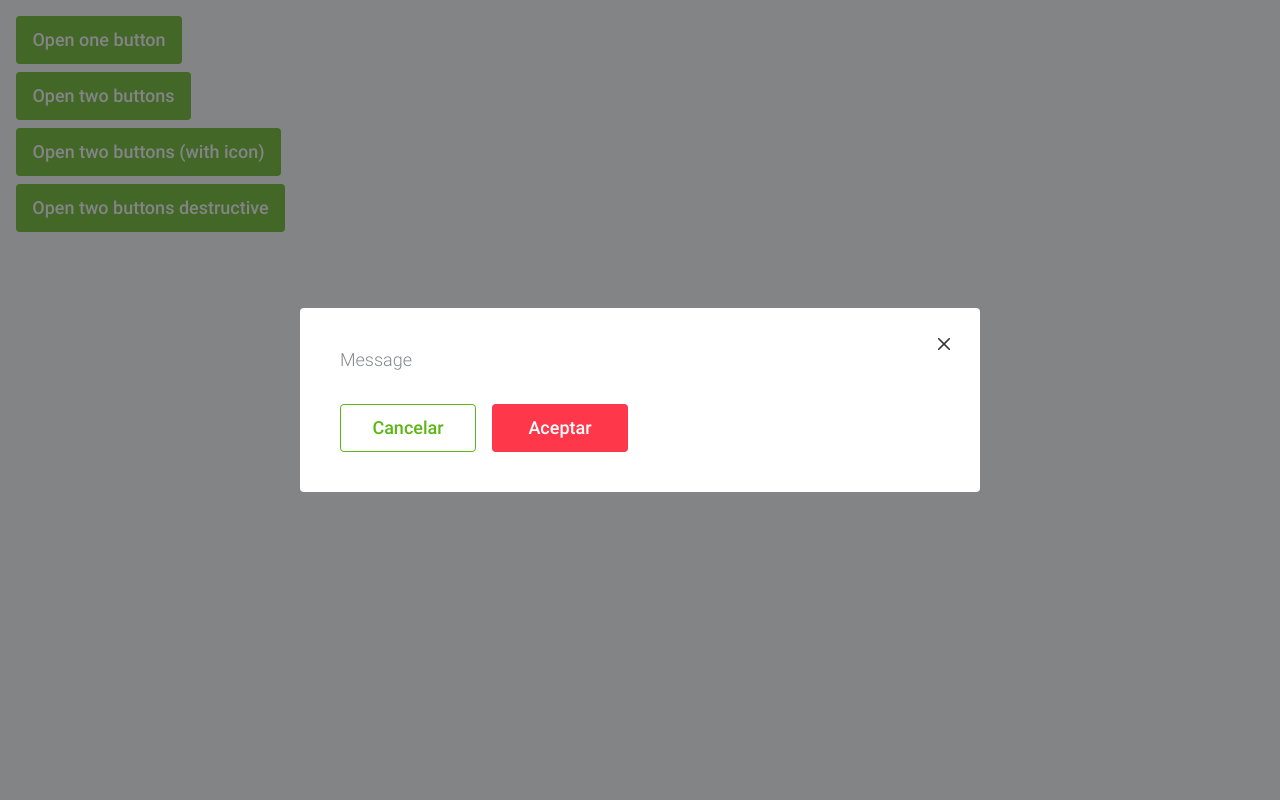 Open one button
Open two buttons
Open two buttons (with icon)
Open two buttons destructive
Message
Cancelar
Aceptar